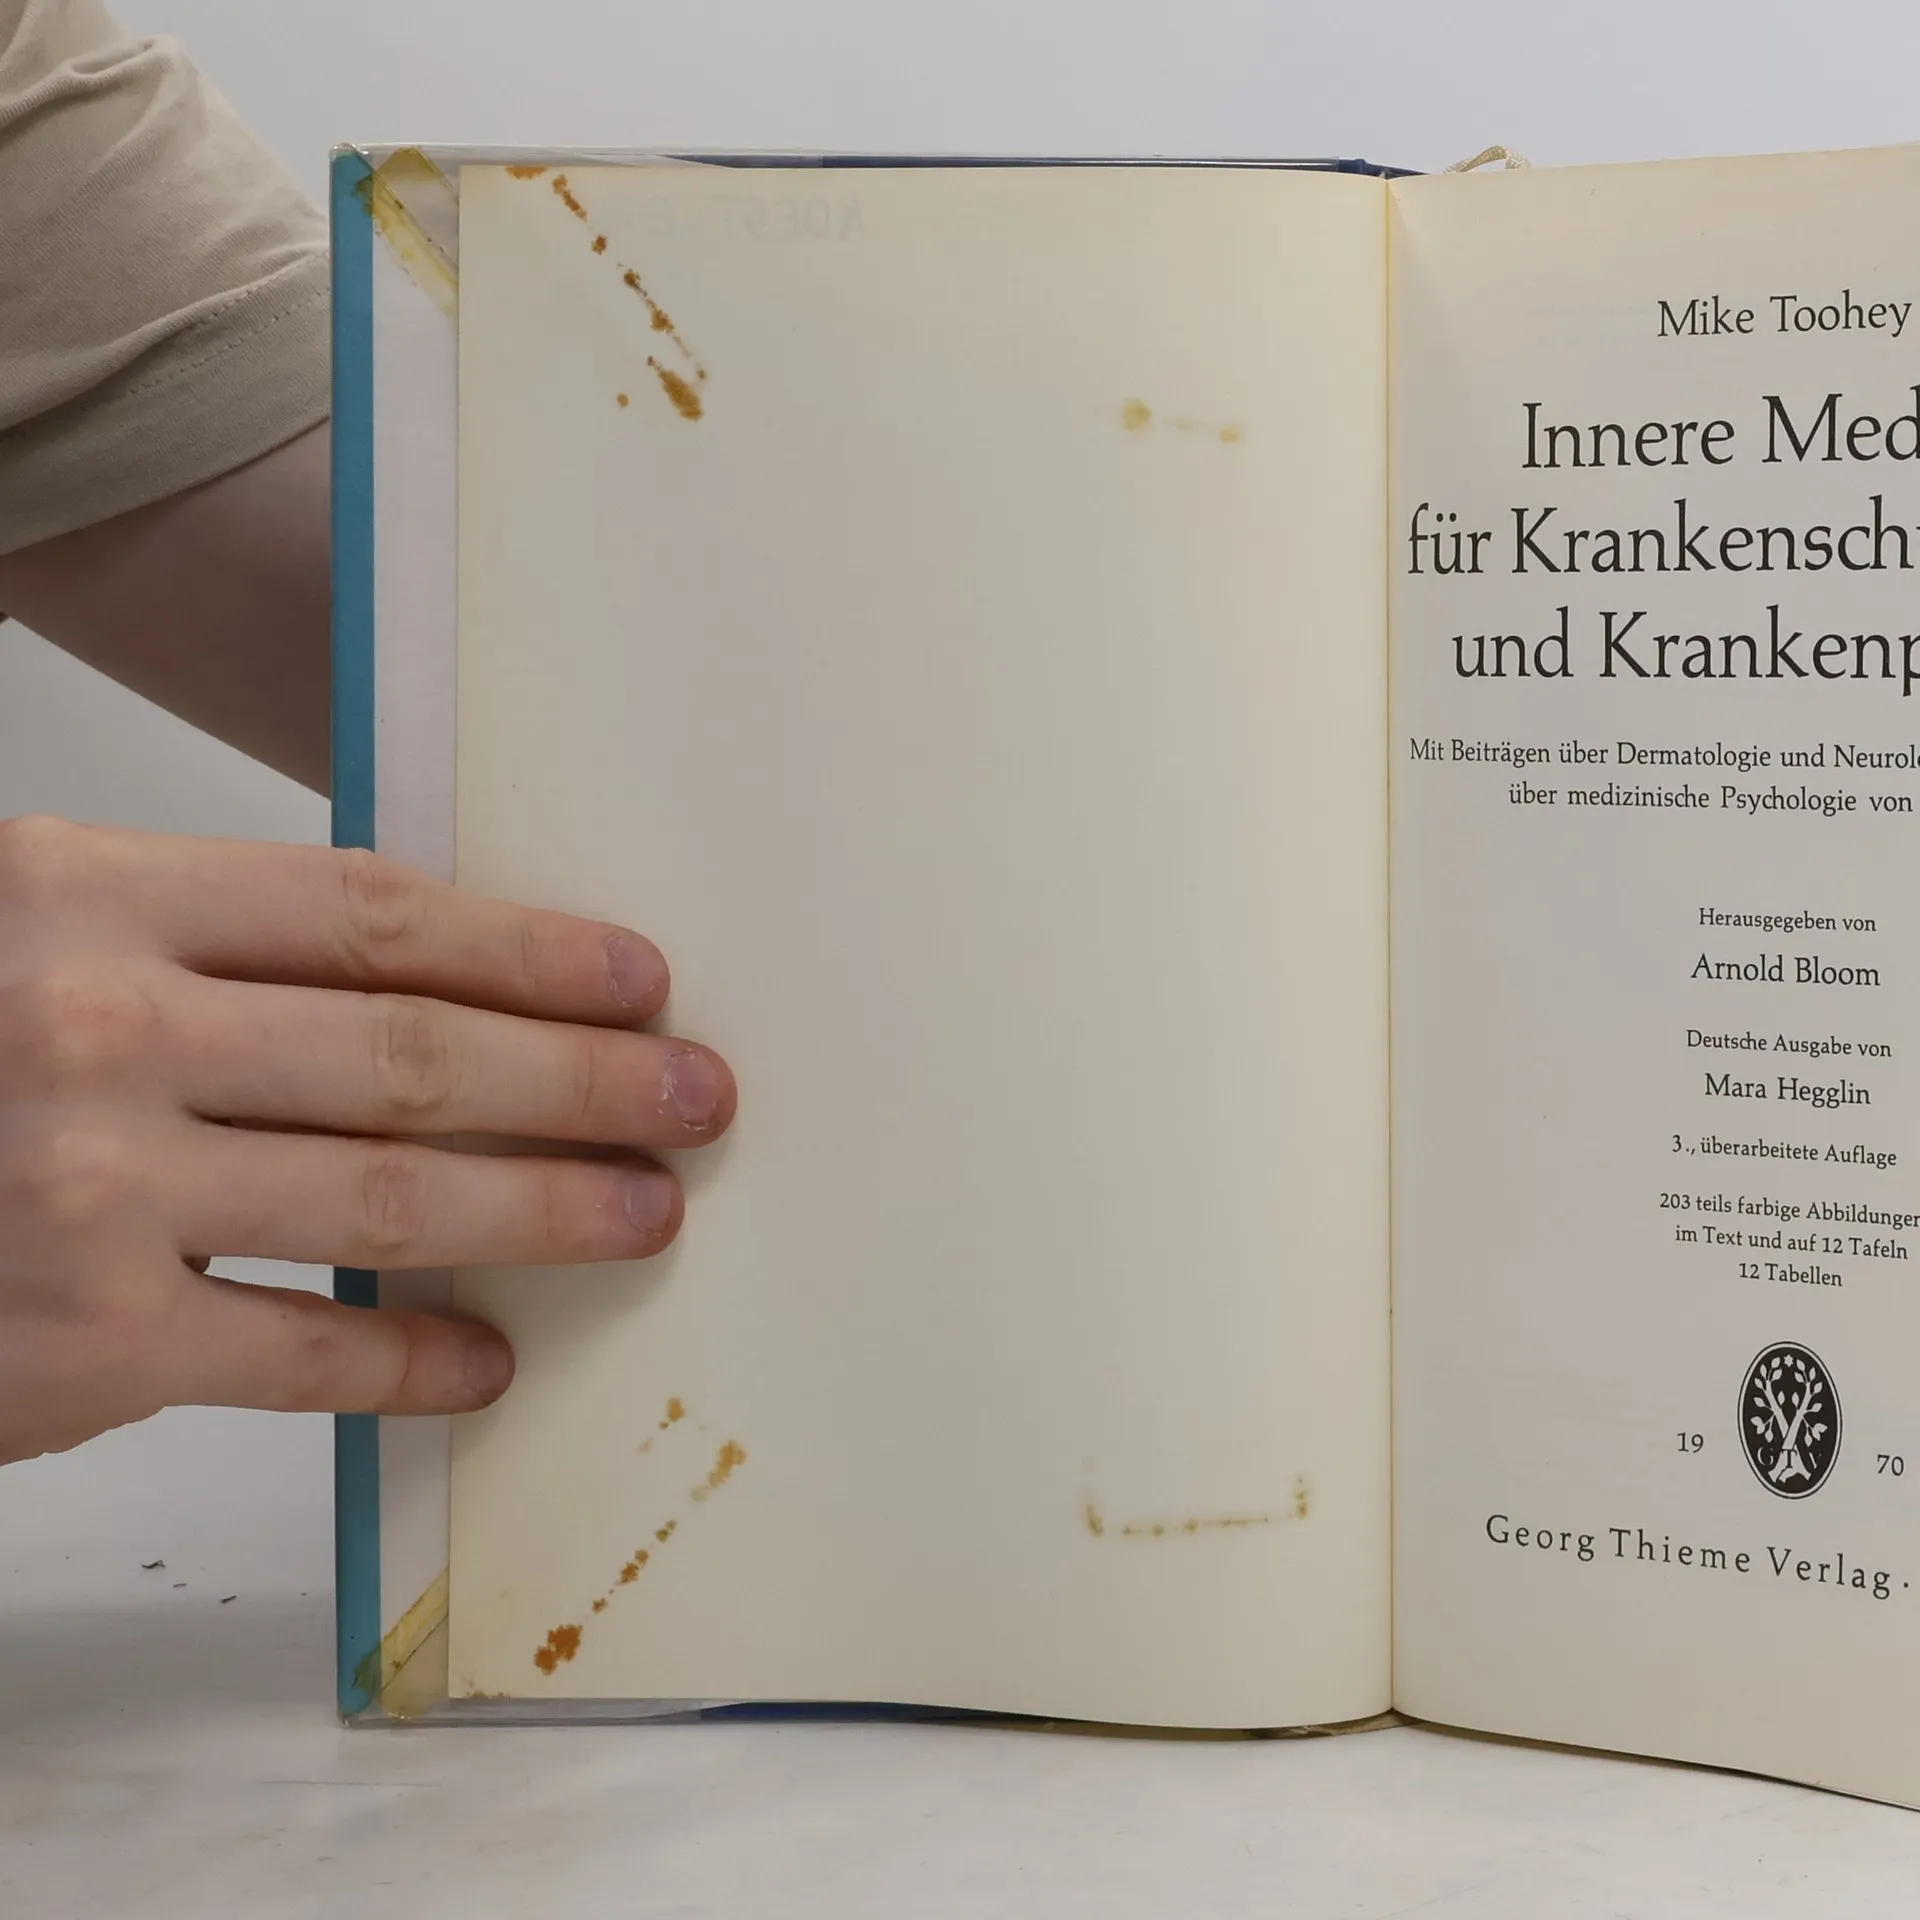 Mike Toohey
Innere Med
für Krankensch
und Krankenp
Mit Beiträgen über Dermatologie und Neurolo
über medizinische Psychologie von
Herausgegeben von
Arnold Bloom
Deutsche Ausgabe von
Mara Hegglin
3., überarbeitete Auflage
203 teils farbige Abbildungen
im Text und auf 12 Tafeln
12 Tabellen
19 GTV 70
Georg Thieme Verlag ·